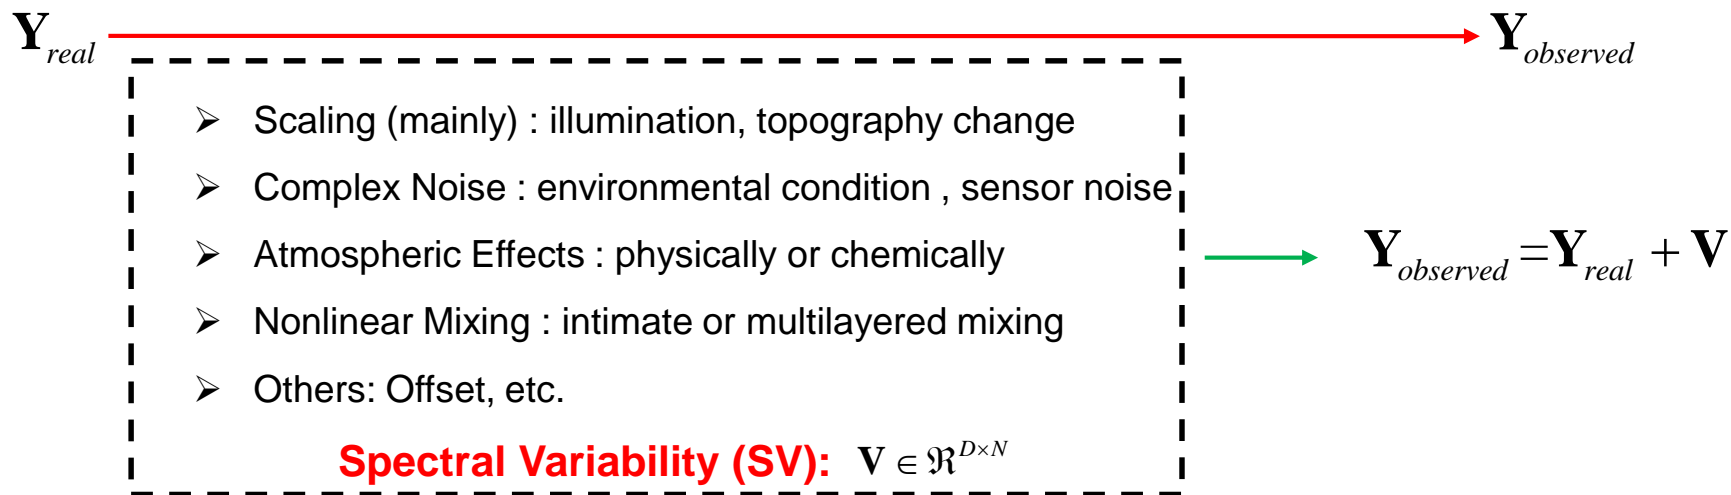 Y_real Y_observed
➢ Scaling (mainly) : illumination, topography change
➢ Complex Noise : environmental condition , sensor noise
➢ Atmospheric Effects : physically or chemically
Y_observed = Y_real + V
➢ Nonlinear Mixing : intimate or multilayered mixing
➢ Others: Offset, etc.
Spectral Variability (SV): V ∈ ℜ^{D×N}